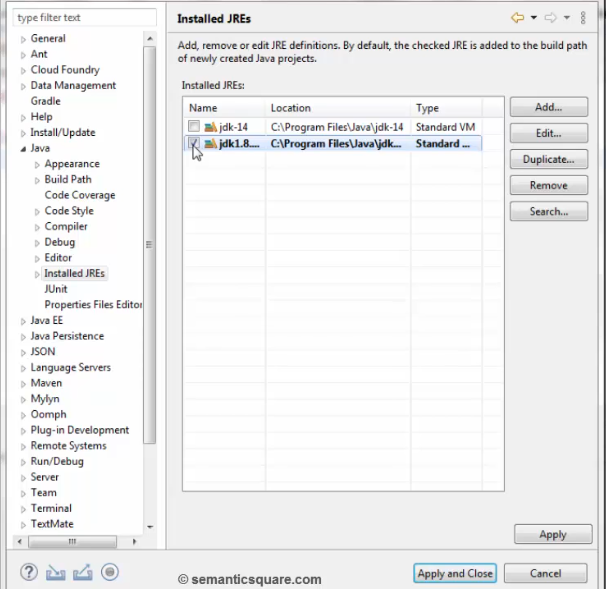 type filter text
Installed JREs
General
Ant
Cloud Foundry
Data Management
Gradle
Help
Install/Update
Java
Appearance
Build Path
Code Coverage
Code Style
Compiler
Debug
Editor
Installed JREs
JUnit
Properties Files Editor
Java EE
Java Persistence
JSON
Language Servers
Maven
Mylyn
Oomph
Plug-in Development
Remote Systems
Run/Debug
Server
Team
Terminal
TextMate
Add, remove or edit JRE definitions. By default, the checked JRE is added to the build path
of newly created Java projects.
Installed JREs:
Name Location Type
jdk-14 C:\Program Files\Java\jdk-14 Standard VM
jdk1.8.... C:\Program Files\Java\jdk... Standard ...
Add...
Edit...
Duplicate...
Remove
Search...
Apply
© semanticsquare.com
Apply and Close
Cancel